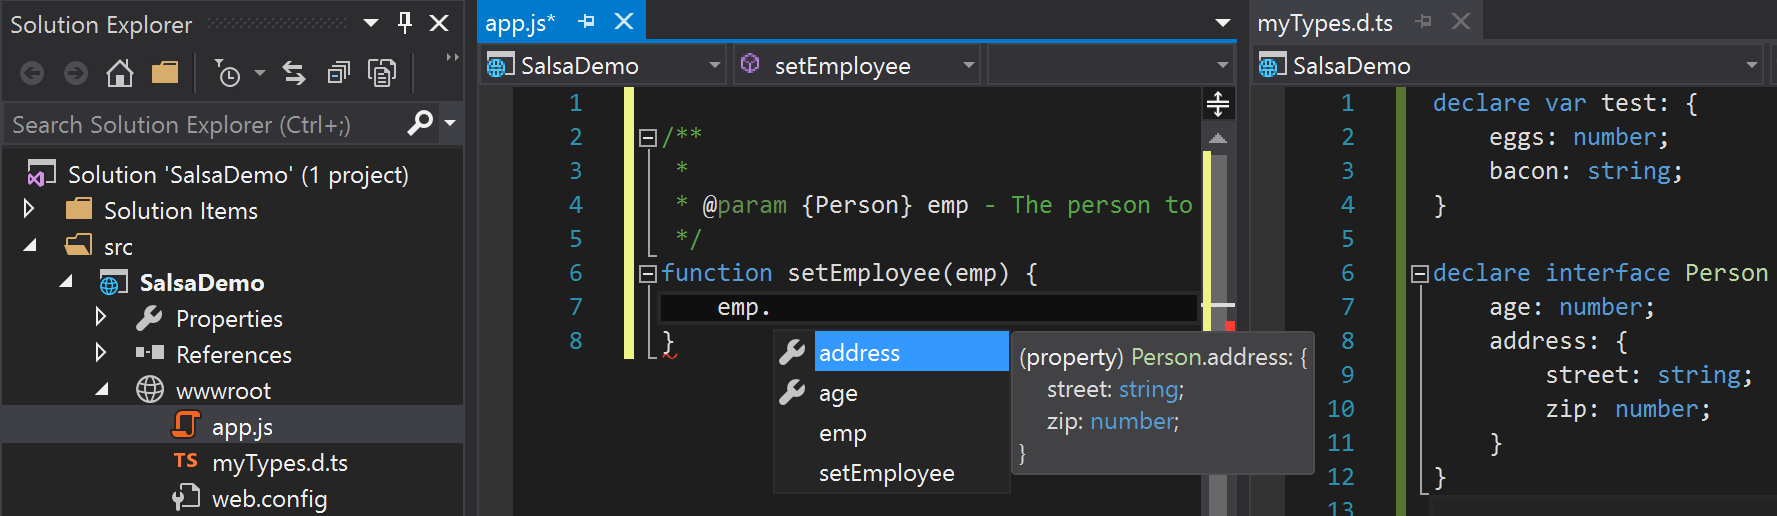 Solution Explorer
Search Solution Explorer (Ctrl+;)
Solution 'SalsaDemo' (1 project)
Solution Items
src
SalsaDemo
Properties
References
wwwroot
app.js
TS myTypes.d.ts
web.config
app.js*
SalsaDemo
setEmployee
1
2 /**
3 *
4 * @param {Person} emp - The person to
5 */
6 function setEmployee(emp) {
7 emp.
8 }
address
age
emp
setEmployee
(property) Person.address: {
street: string;
zip: number;
}
myTypes.d.ts
SalsaDemo
1 declare var test: {
2 eggs: number;
3 bacon: string;
4 }
5
6 declare interface Person
7 age: number;
8 address: {
9 street: string;
10 zip: number;
11 }
12 }
13